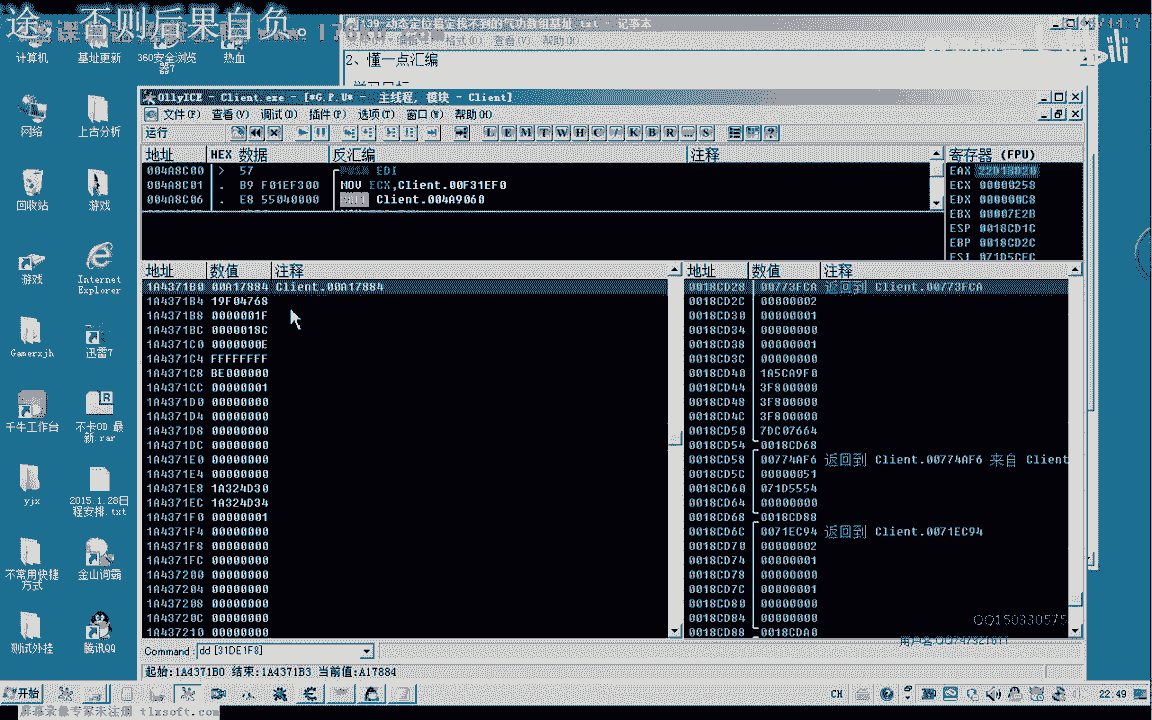 途，否则后果自负。
39 动态定位稳定找不到的气功数组基址.txt - 记事本
查看(V) 帮助(H)
2、懂一点汇编
计算机
基址更新
360安全浏览器7
热血
网络
上古分析
回收站
游戏
游戏
Internet Explorer
Gamerxjh
迅雷7
千牛工作台
不卡OD 最新.rar
yjx
2015.1.28日程安排.txt
不常用快捷方式
金山词霸
测试外挂
腾讯QQ
OllyICE - Client.exe - [*G.P.U* - 主线程, 模块 - Client]
文件(F) 查看(V) 调试(D) 插件(P) 选项(T) 窗口(W) 帮助(H)
运行 L E M T W H C / K B R ... S
地址 HEX 数据 反汇编 注释 寄存器 (FPU)
004A8C00 > 57 PUSH EDI
004A8C01 . B9 F01EF300 MOV ECX,Client.00F31EF0
004A8C06 . E8 55040000 CALL Client.004A9060
EAX 22D1B020
ECX 00000258
EDX 000000C8
EBX 00007E2B
ESP 0018CD1C
EBP 0018CD2C
ESI 071D5CEC
地址 数值 注释
1A4371B0 00A17884 Client.00A17884
1A4371B4 19F04768
1A4371B8 0000001F
1A4371BC 0000018C
1A4371C0 0000000E
1A4371C4 FFFFFFFF
1A4371C8 BE000000
1A4371CC 00000001
1A4371D0 00000000
1A4371D4 00000000
1A4371D8 00000000
1A4371DC 00000000
1A4371E0 00000000
1A4371E4 00000000
1A4371E8 1A324D30
1A4371EC 1A324D34
1A4371F0 00000001
1A4371F4 00000000
1A4371F8 00000000
1A4371FC 00000000
1A437200 00000000
1A437204 00000000
1A437208 00000000
1A43720C 00000000
1A437210 00000000
地址 数值 注释
0018CD28 00773FCA 返回到 Client.00773FCA
0018CD2C 00000002
0018CD30 00000001
0018CD34 00000000
0018CD38 00000001
0018CD3C 00000000
0018CD40 1A5CA9F0
0018CD44 3F800000
0018CD48 3F800000
0018CD4C 3F800000
0018CD50 7DC07664
0018CD54 0018CD68
0018CD58 00774AF6 返回到 Client.00774AF6 来自 Client
0018CD5C 00000051
0018CD60 071D5554
0018CD64 00000000
0018CD68 0018CD88
0018CD6C 0071EC94 返回到 Client.0071EC94
0018CD70 00000002
0018CD74 00000001
0018CD78 00000000
0018CD7C 00000001
0018CD80 00000000
0018CD84 00000000
0018CD88 0018CDA0
QQ150330575
Command: dd [31DE1F8]
起始:1A4371B0 结束:1A4371B3 当前值:A17884
开始
CH
22:49
屏幕录像专家未注册 tlxsoft.com